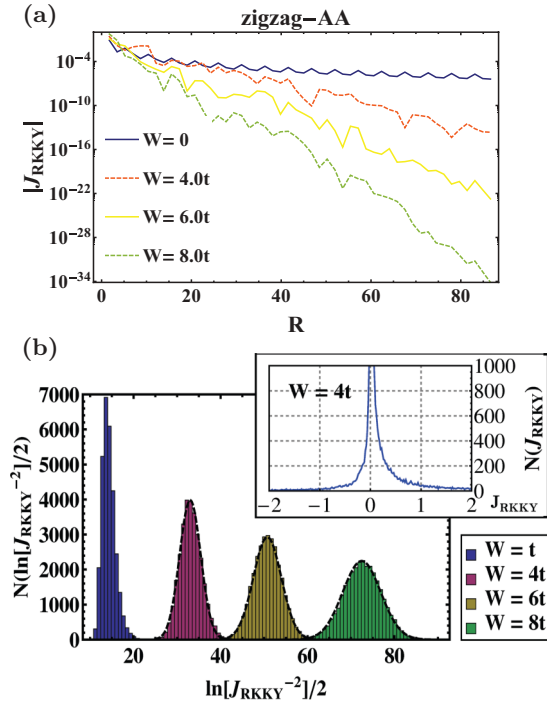 (a) zigzag-AA
|J_RKKY|
10^-4
10^-10
10^-16
10^-22
10^-28
10^-34
W= 0
W= 4.0t
W= 6.0t
W= 8.0t
0 20 40 60 80
R
(b)
N(ln[J_RKKY^-2]/2)
7000
6000
5000
4000
3000
2000
1000
0
20 40 60 80
ln[J_RKKY^-2]/2
W = 4t
1000
800
600
400
200
0
N(J_RKKY)
−2 −1 0 1 2
J_RKKY
W = t
W = 4t
W = 6t
W = 8t